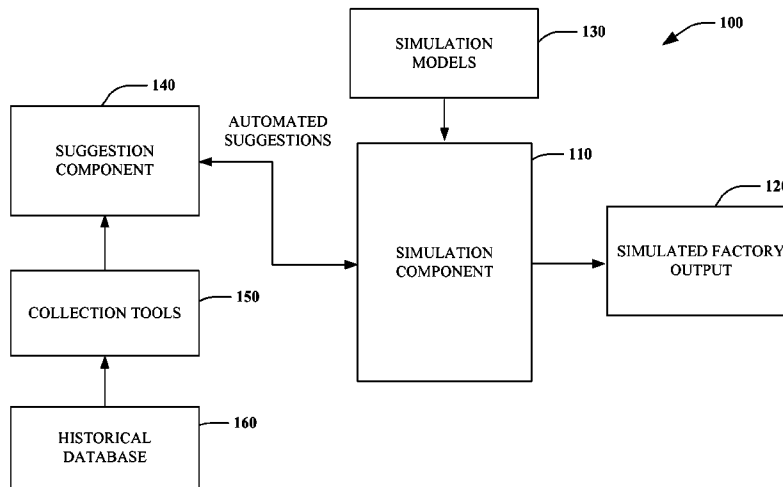 100
SIMULATION
MODELS
130
140
SUGGESTION
COMPONENT
AUTOMATED
SUGGESTIONS
110
SIMULATION
COMPONENT
120
SIMULATED FACTORY
OUTPUT
COLLECTION TOOLS
150
HISTORICAL
DATABASE
160